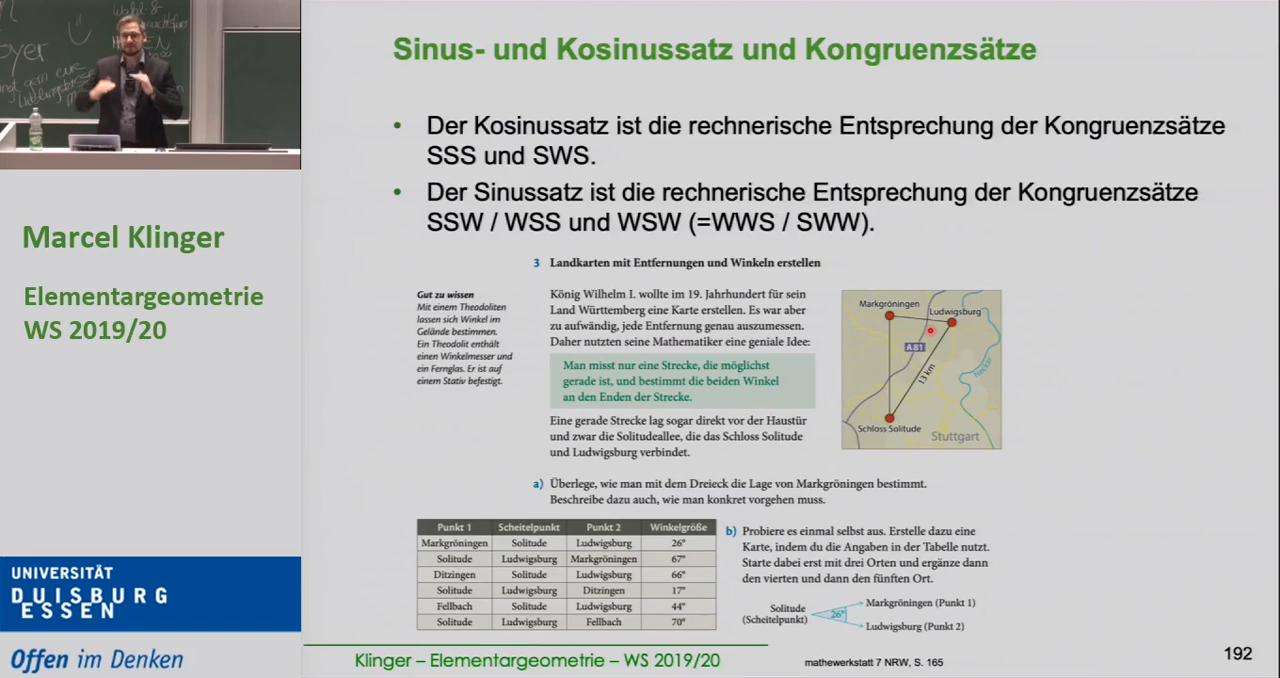 Marcel Klinger
Elementargeometrie
WS 2019/20
UNIVERSITÄT
DUISBURG
ESSEN
Offen im Denken
Sinus- und Kosinussatz und Kongruenzsätze
• Der Kosinussatz ist die rechnerische Entsprechung der Kongruenzsätze
SSS und SWS.
• Der Sinussatz ist die rechnerische Entsprechung der Kongruenzsätze
SSW / WSS und WSW (=WWS / SWW).
3 Landkarten mit Entfernungen und Winkeln erstellen
Gut zu wissen
Mit einem Theodoliten
lassen sich Winkel im
Gelände bestimmen.
Ein Theodolit enthält
einen Winkelmesser und
ein Fernglas. Er ist auf
einem Stativ befestigt.
König Wilhelm I. wollte im 19. Jahrhundert für sein
Land Württemberg eine Karte erstellen. Es war aber
zu aufwändig, jede Entfernung genau auszumessen.
Daher nutzten seine Mathematiker eine geniale Idee:
Man misst nur eine Strecke, die möglichst
gerade ist, und bestimmt die beiden Winkel
an den Enden der Strecke.
Eine gerade Strecke lag sogar direkt vor der Haustür
und zwar die Solitudeallee, die das Schloss Solitude
und Ludwigsburg verbindet.
Markgröningen
Ludwigsburg
A 81
13 km
Neckar
Schloss Solitude
Stuttgart
a) Überlege, wie man mit dem Dreieck die Lage von Markgröningen bestimmt.
Beschreibe dazu auch, wie man konkret vorgehen muss.
Punkt 1 Scheitelpunkt Punkt 2 Winkelgröße
Markgröningen Solitude Ludwigsburg 26°
Solitude Ludwigsburg Markgröningen 67°
Ditzingen Solitude Ludwigsburg 66°
Solitude Ludwigsburg Ditzingen 17°
Fellbach Solitude Ludwigsburg 44°
Solitude Ludwigsburg Fellbach 70°
b) Probiere es einmal selbst aus. Erstelle dazu eine
Karte, indem du die Angaben in der Tabelle nutzt.
Starte dabei erst mit drei Orten und ergänze dann
den vierten und dann den fünften Ort.
Solitude
(Scheitelpunkt)
26°
Markgröningen (Punkt 1)
Ludwigsburg (Punkt 2)
Klinger – Elementargeometrie – WS 2019/20
mathewerkstatt 7 NRW, S. 165
192